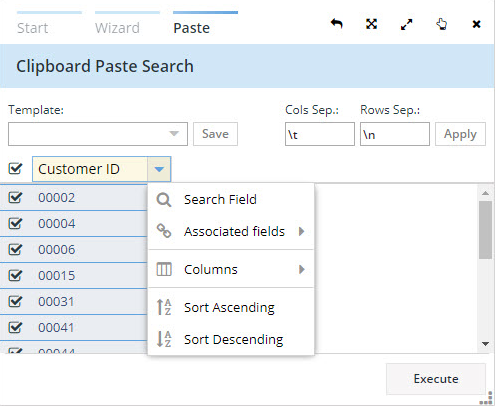 Start Wizard Paste
Clipboard Paste Search
Template: Cols Sep.: Rows Sep.:
Save \t \n Apply
Customer ID
00002 Search Field
00004 Associated fields
00006
00015 Columns
00031 Sort Ascending
00041 Sort Descending
00044
Execute